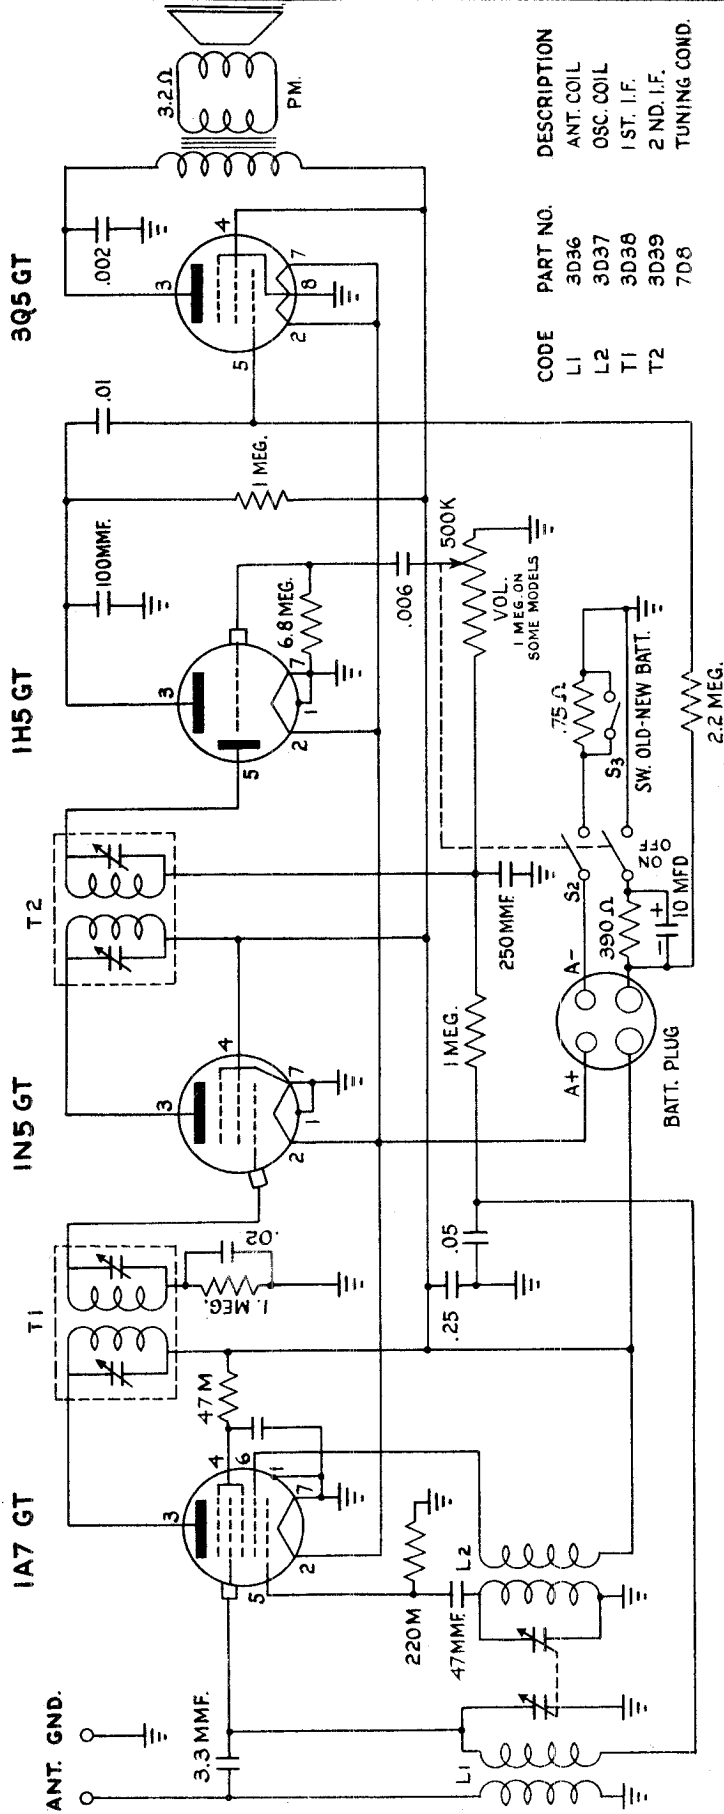 1A7 GT
1N5 GT
1H5 GT
3Q5 GT
ANT. GND.
3.3 MMF.
L1
3
4
6
1
7
2
5
47M
220M
47MMF.
L2
T1
1. MEG.
.02
.25
.05
3
4
7
1
2
T2
1 MEG.
250 MMF.
3
5
2
1
7
100MMF.
6.8 MEG.
.006
500K
VOL.
1 MEG. ON
SOME MODELS
1 MEG.
.01
3
4
5
2
8
7
.002
3.2Ω
P.M.
A+
A-
BATT. PLUG
S2
390Ω
10 MFD
- +
ON
OFF
.75 Ω
S3
SW. OLD-NEW BATT.
2.2 MEG.
CODE PART NO. DESCRIPTION
L1 3D36 ANT. COIL
L2 3D37 OSC. COIL
T1 3D38 1 ST. I.F.
T2 3D39 2 ND. I.F.
7D8 TUNING COND.